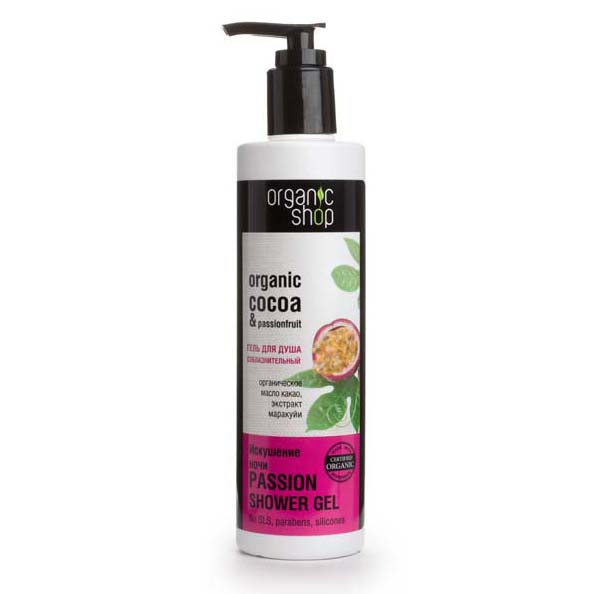 organic
shop
organic
cocoa
& passionfruit
ГЕЛЬ ДЛЯ ДУША
СОБЛАЗНИТЕЛЬНЫЙ
органическое
масло какао,
экстракт
маракуйи
Искушение
ночи
PASSION
SHOWER GEL
No SLS, parabens, silicones
CERTIFIED
ORGANIC